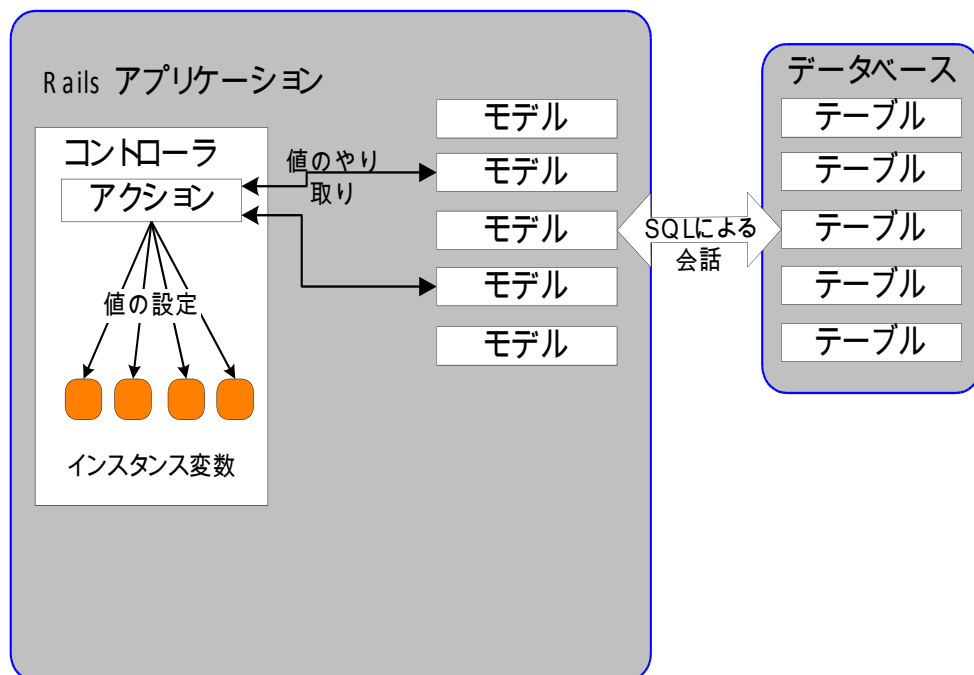 Rails アプリケーション
コントローラ
アクション
値の設定
インスタンス変数
値のやり
取り
モデル
モデル
モデル
モデル
モデル
SQLによる
会話
データベース
テーブル
テーブル
テーブル
テーブル
テーブル